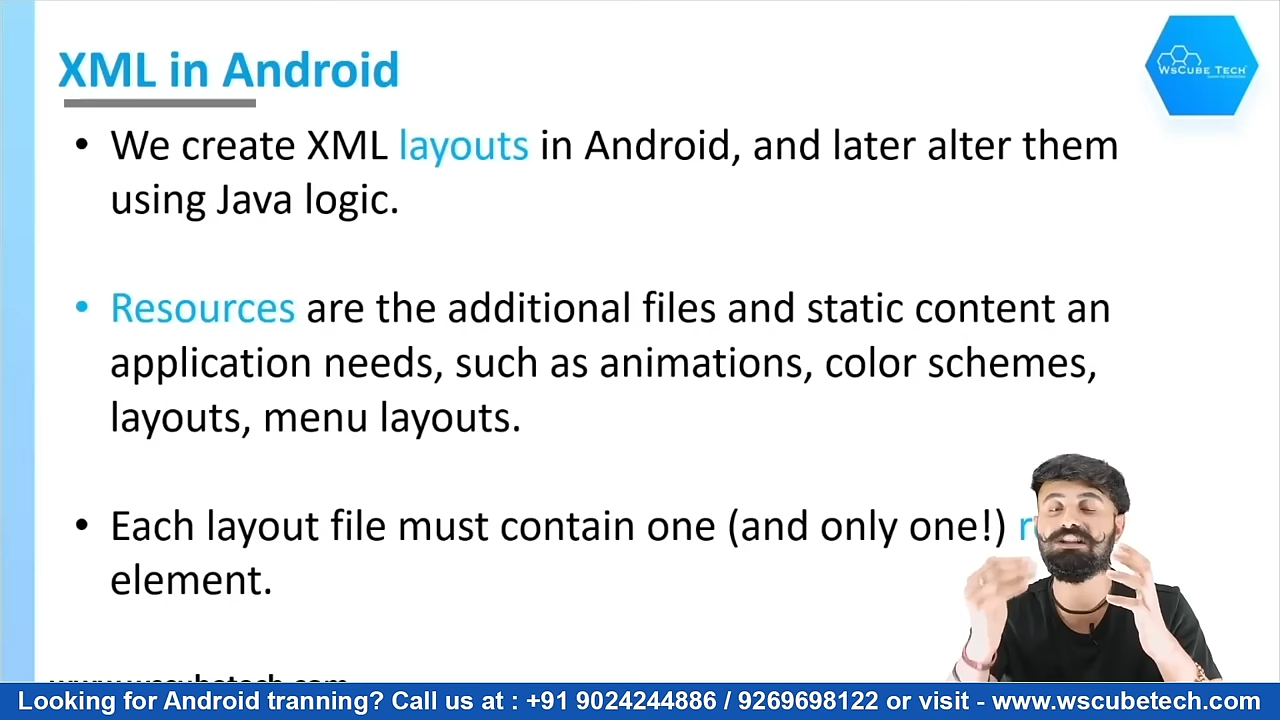 XML in Android
WsCube Tech
• We create XML layouts in Android, and later alter them
using Java logic.
• Resources are the additional files and static content an
application needs, such as animations, color schemes,
layouts, menu layouts.
• Each layout file must contain one (and only one!)
element.
www.wscubetech.com
Looking for Android tranning? Call us at : +91 9024244886 / 9269698122 or visit - www.wscubetech.com